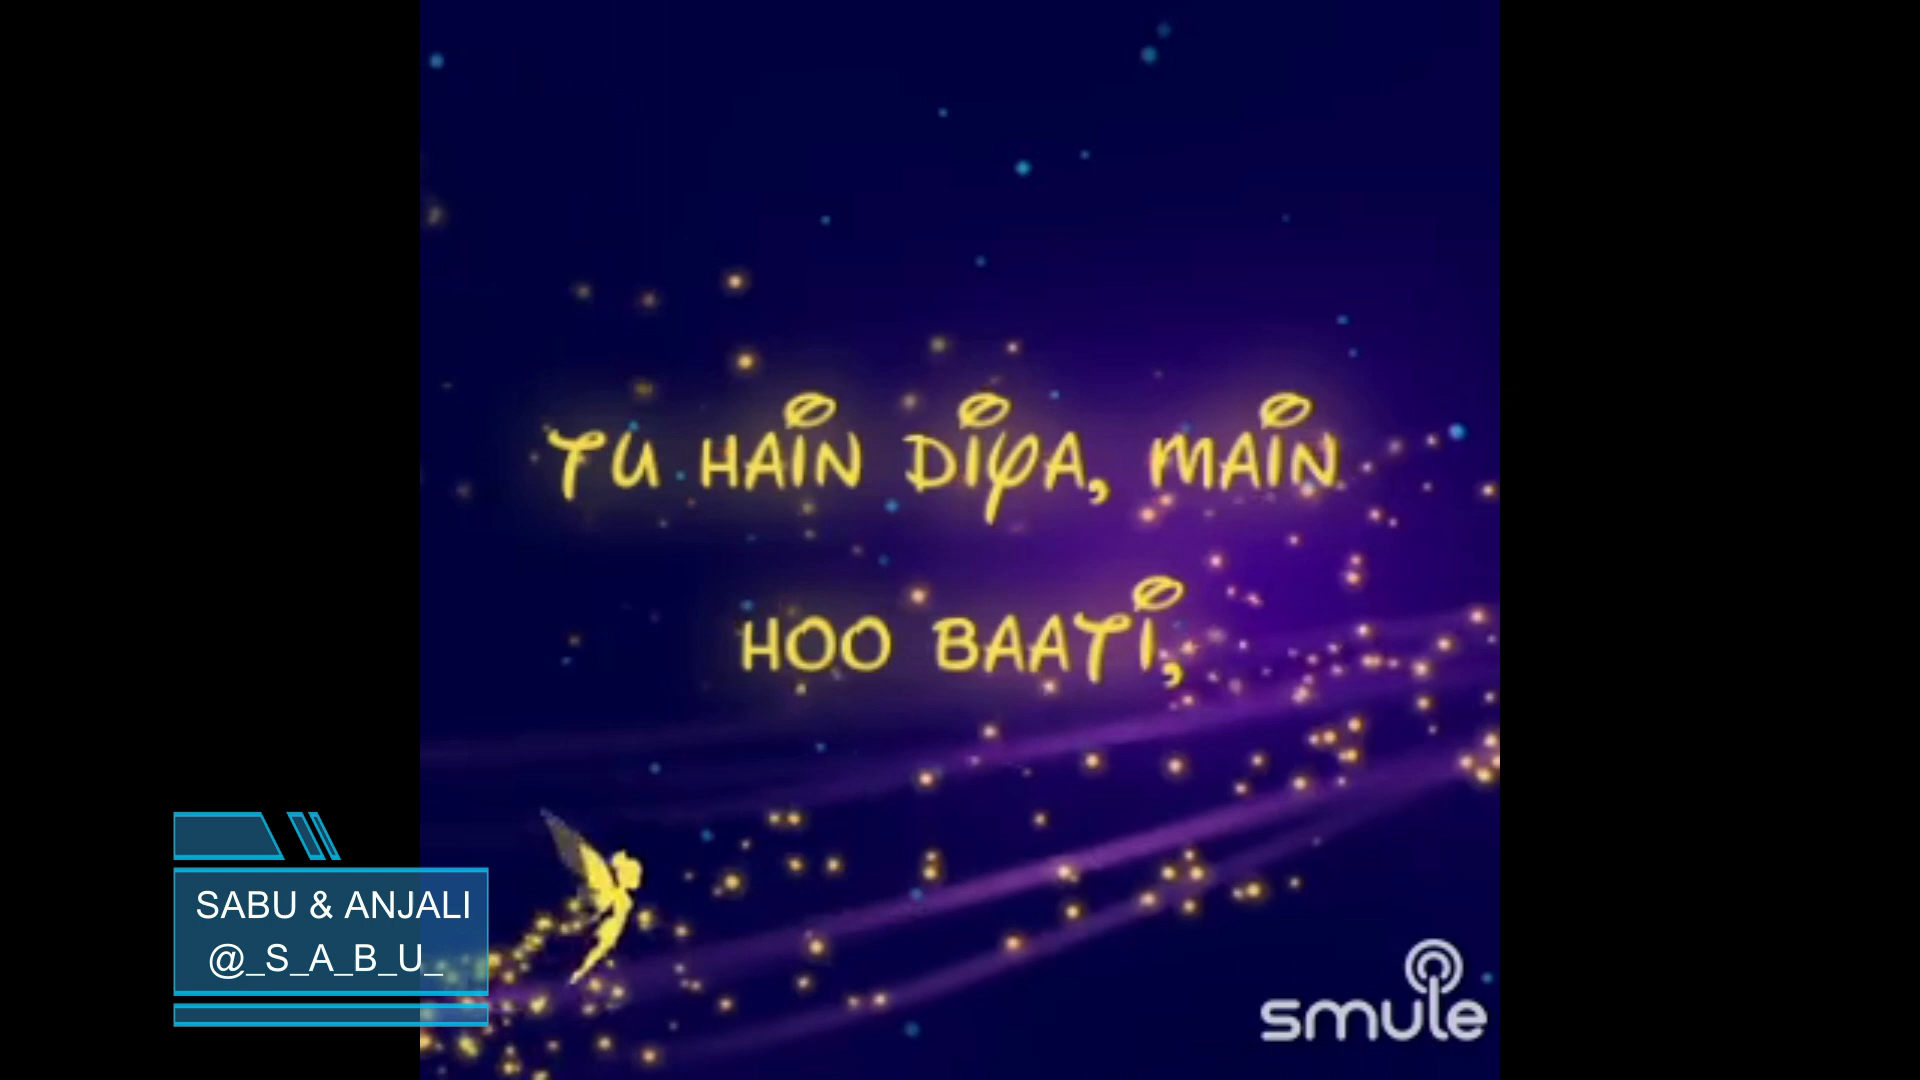 TU HAIN DIYA, MAIN
HOO BAATI,
SABU & ANJALI
@_S_A_B_U_
smule